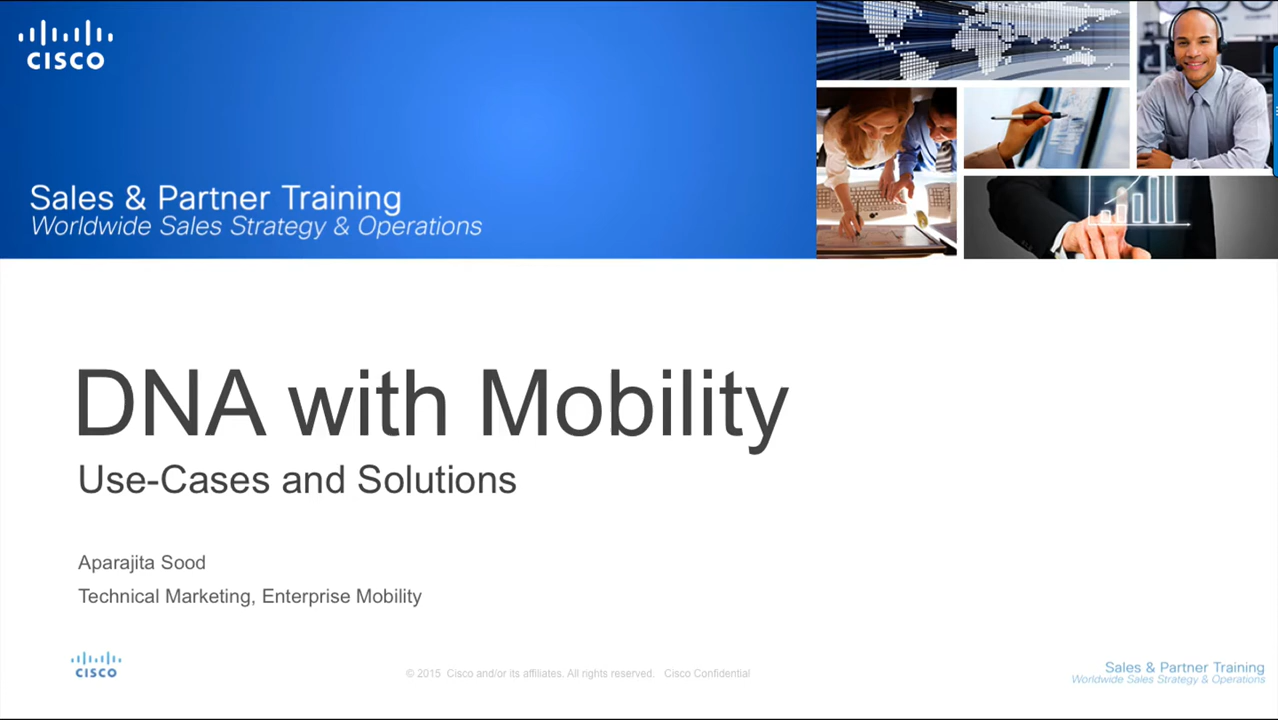 CISCO
Sales & Partner Training
Worldwide Sales Strategy & Operations
DNA with Mobility
Use-Cases and Solutions
Aparajita Sood
Technical Marketing, Enterprise Mobility
CISCO
© 2015 Cisco and/or its affiliates. All rights reserved. Cisco Confidential
Sales & Partner Training
Worldwide Sales Strategy & Operations